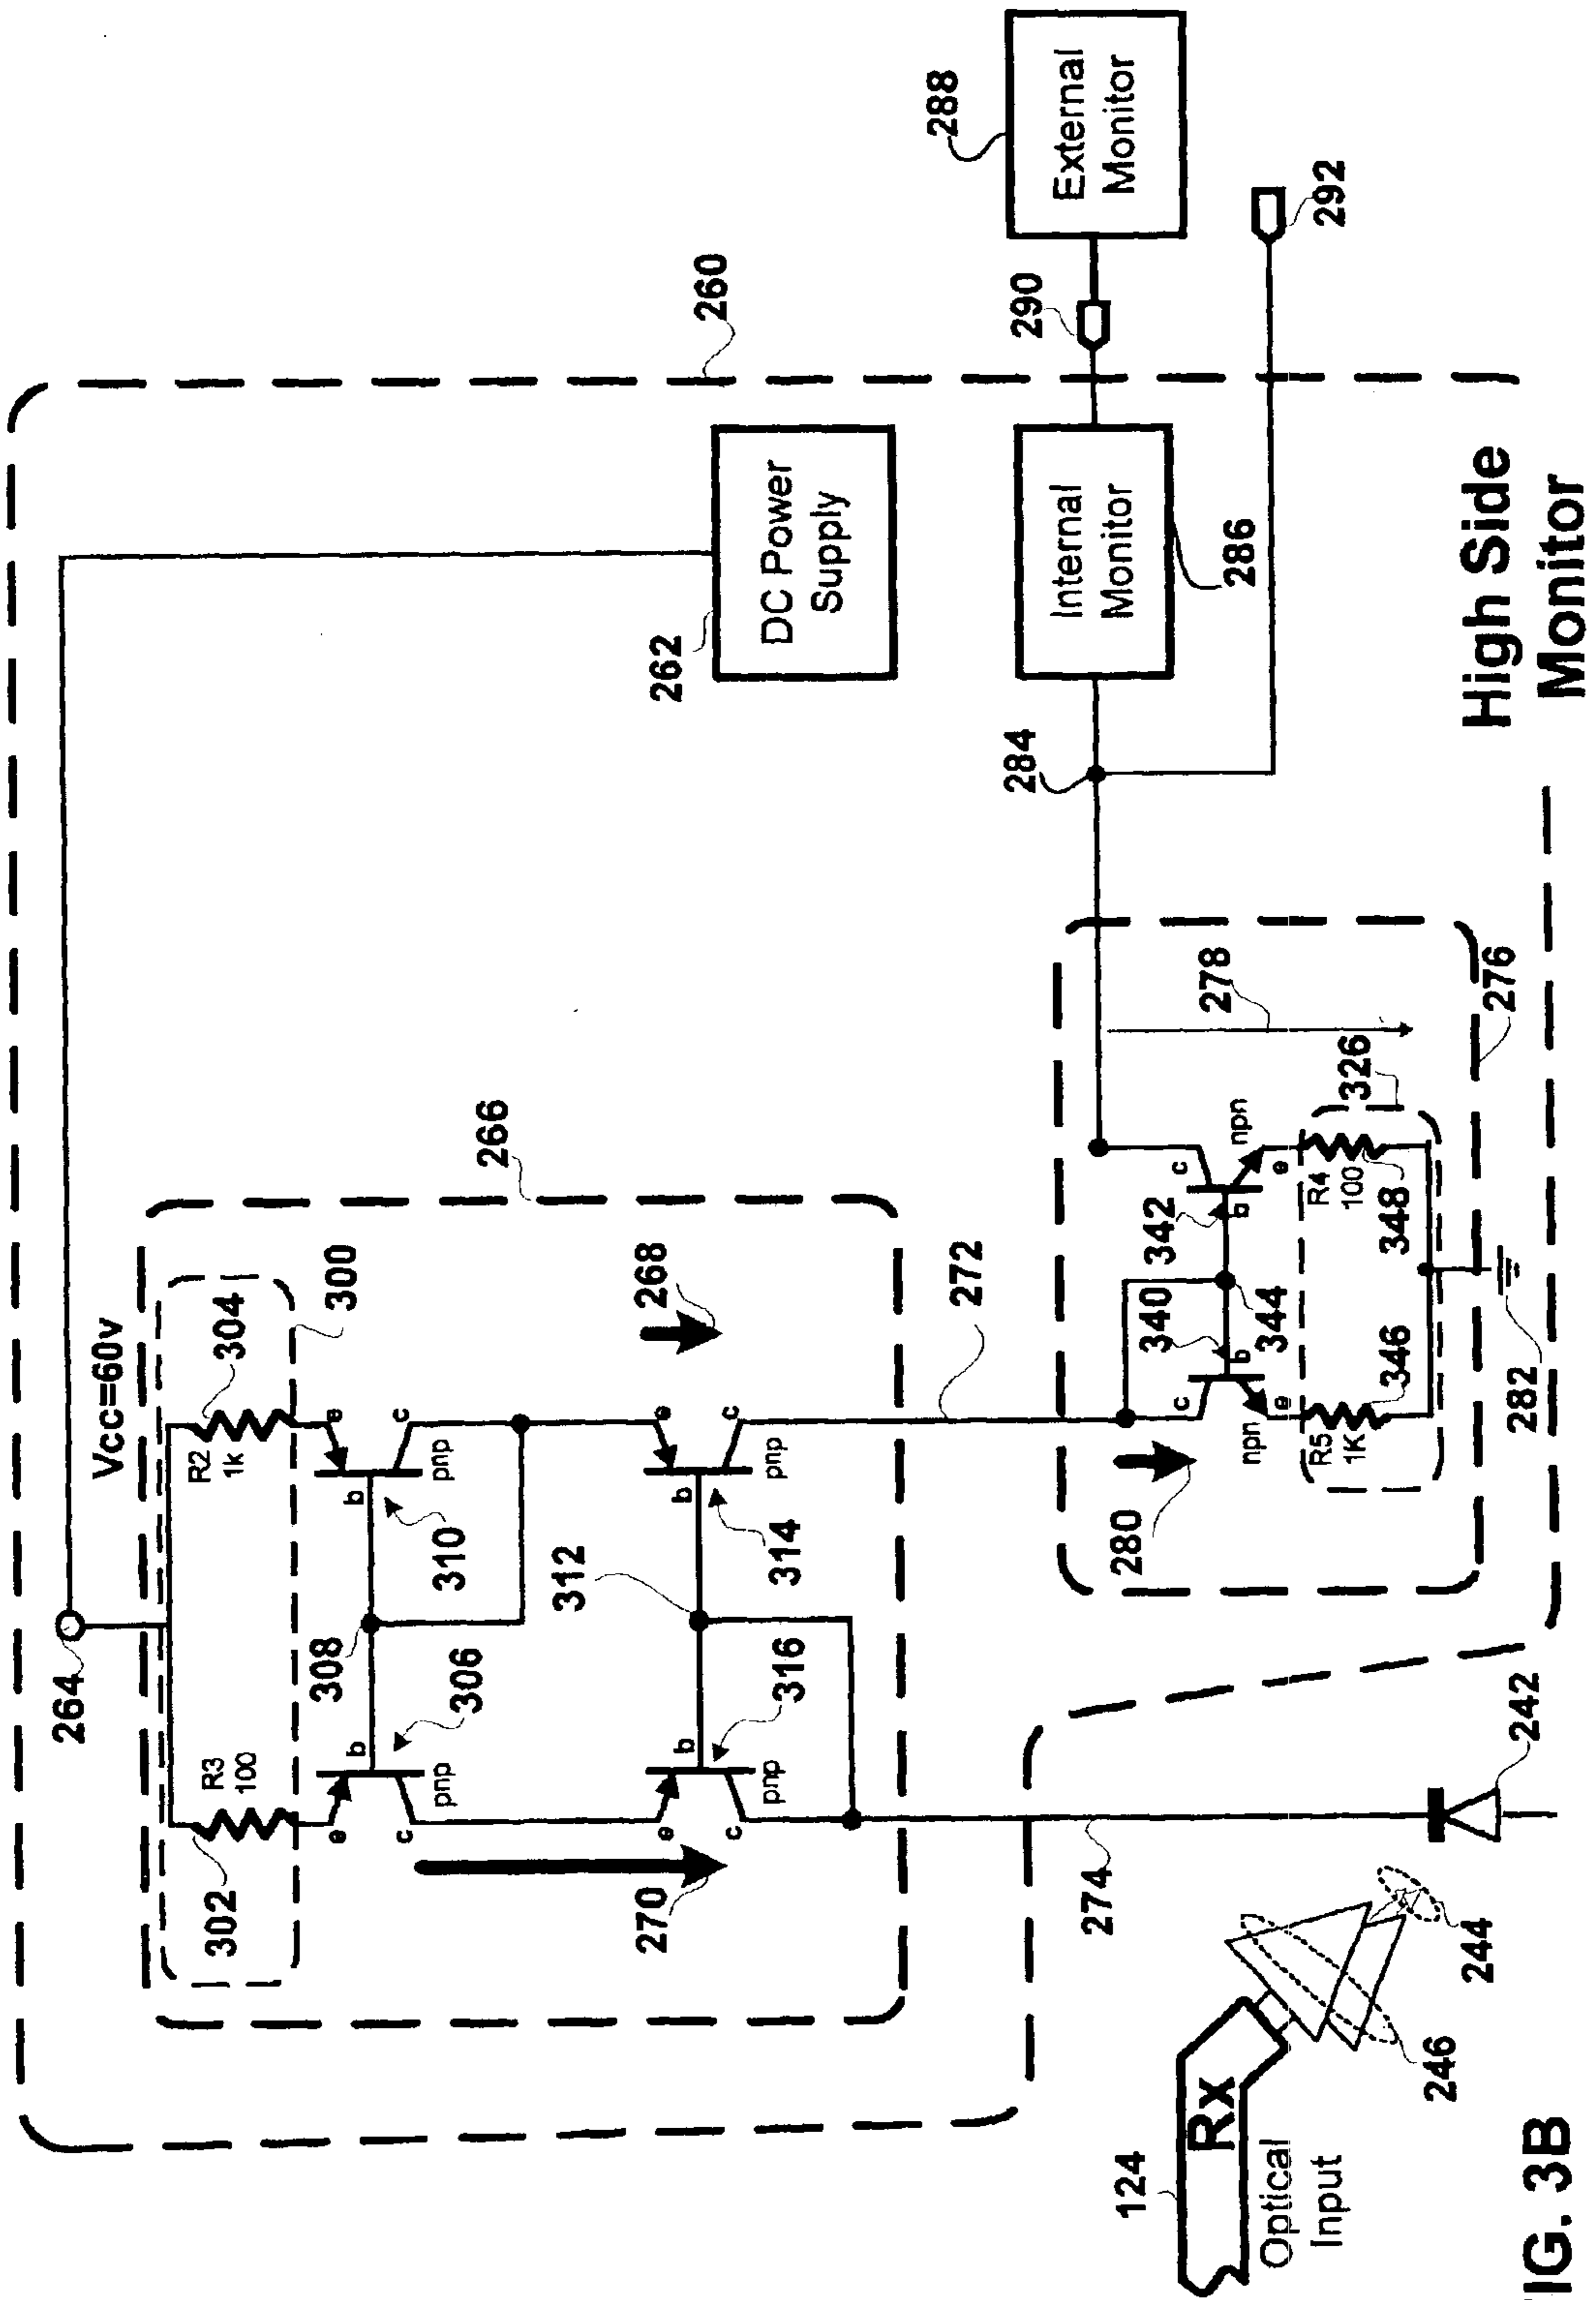 264
Vcc=60v
302
R3
100
R2
1k
304
300
e
b
c
pnp
306
308
e
b
c
pnp
310
266
270
312
268
e
b
c
pnp
316
e
b
c
pnp
314
272
274
260
262
DC Power
Supply
284
Internal
Monitor
286
290
288
External
Monitor
292
280
c
b
e
npn
340
344
342
c
b
e
npn
278
326
R5
1K
346
R4
100
348
276
282
242
244
246
124
Rx
Optical
Input
High Side
Monitor
IG. 3B